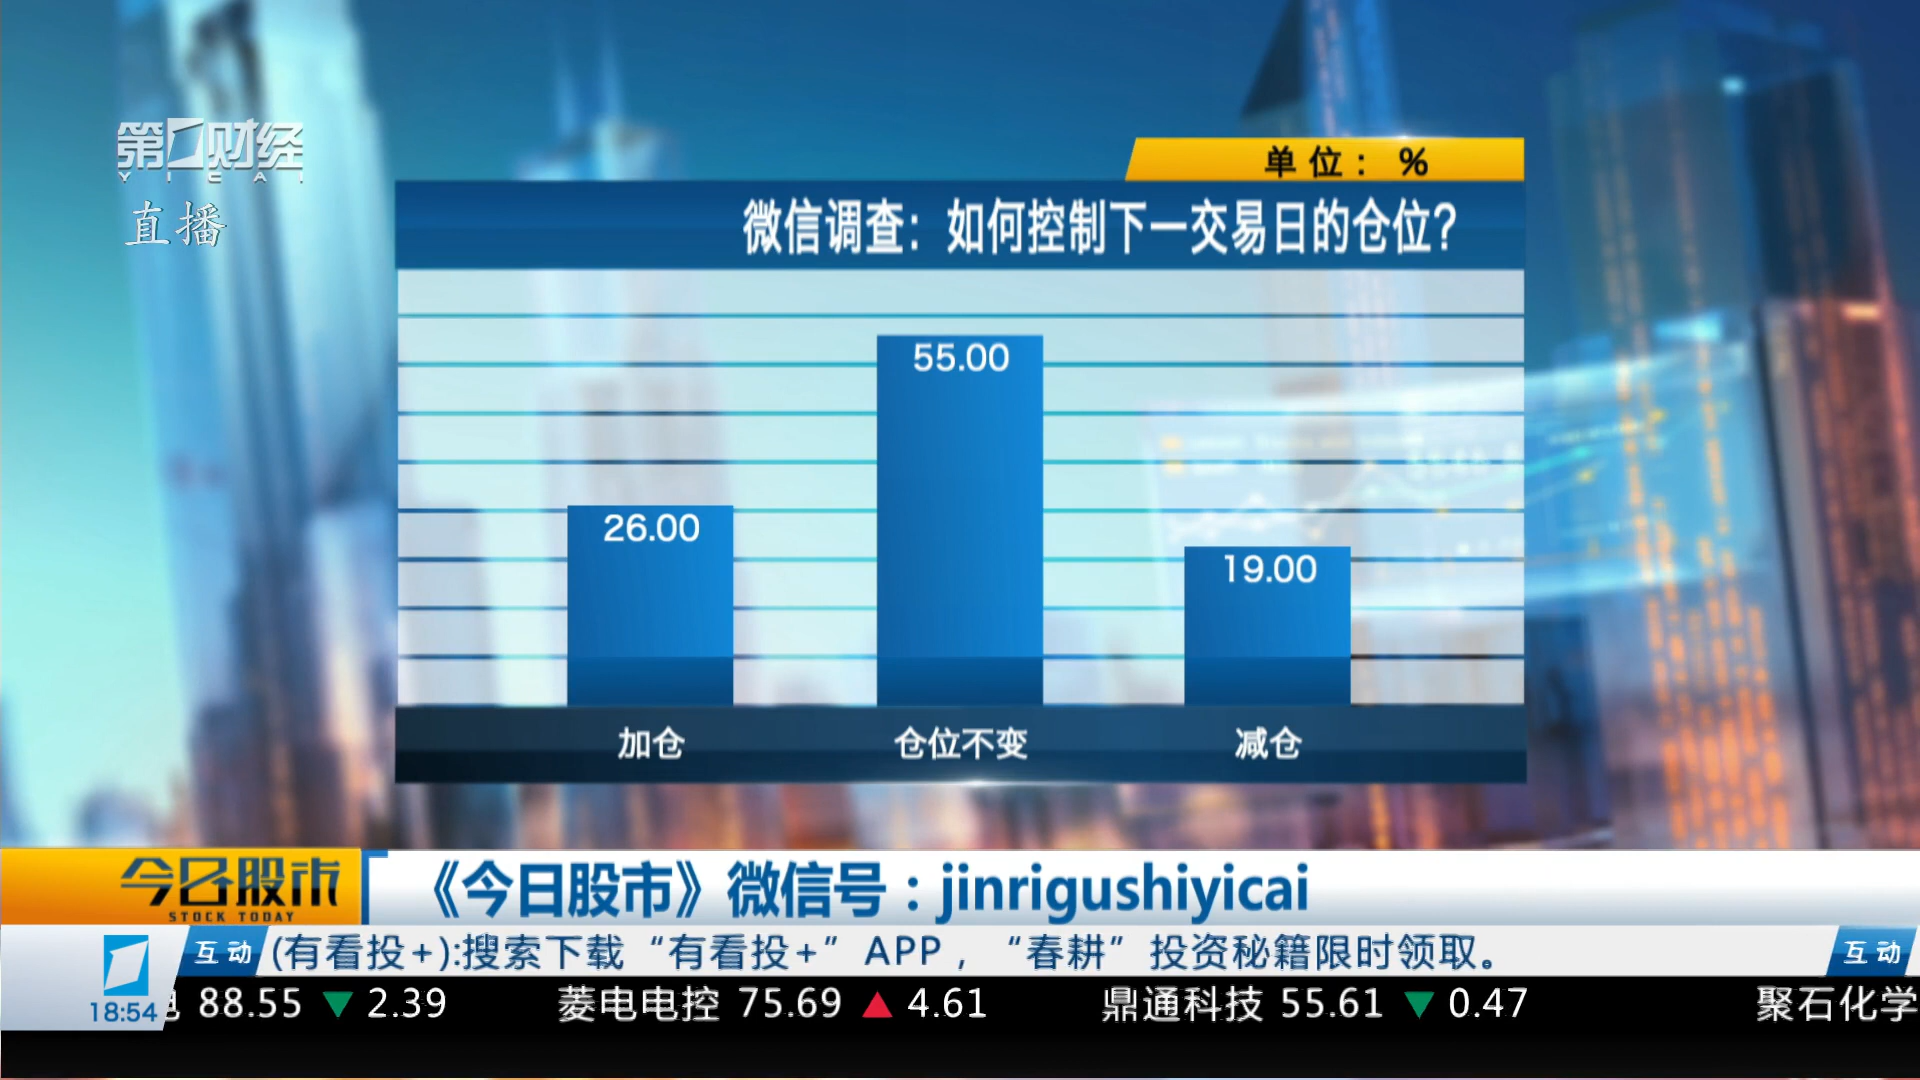 第1财经
YICAI
直播
单位：%
微信调查：如何控制下一交易日的仓位？
55.00
26.00
19.00
加仓 仓位不变 减仓
今日股市
STOCK TODAY
《今日股市》微信号：jinrigushiyicai
互动 (有看投+):搜索下载“有看投+”APP，“春耕”投资秘籍限时领取。 互动
18:54
88.55 ▼ 2.39 菱电电控 75.69 ▲ 4.61 鼎通科技 55.61 ▼ 0.47 聚石化学